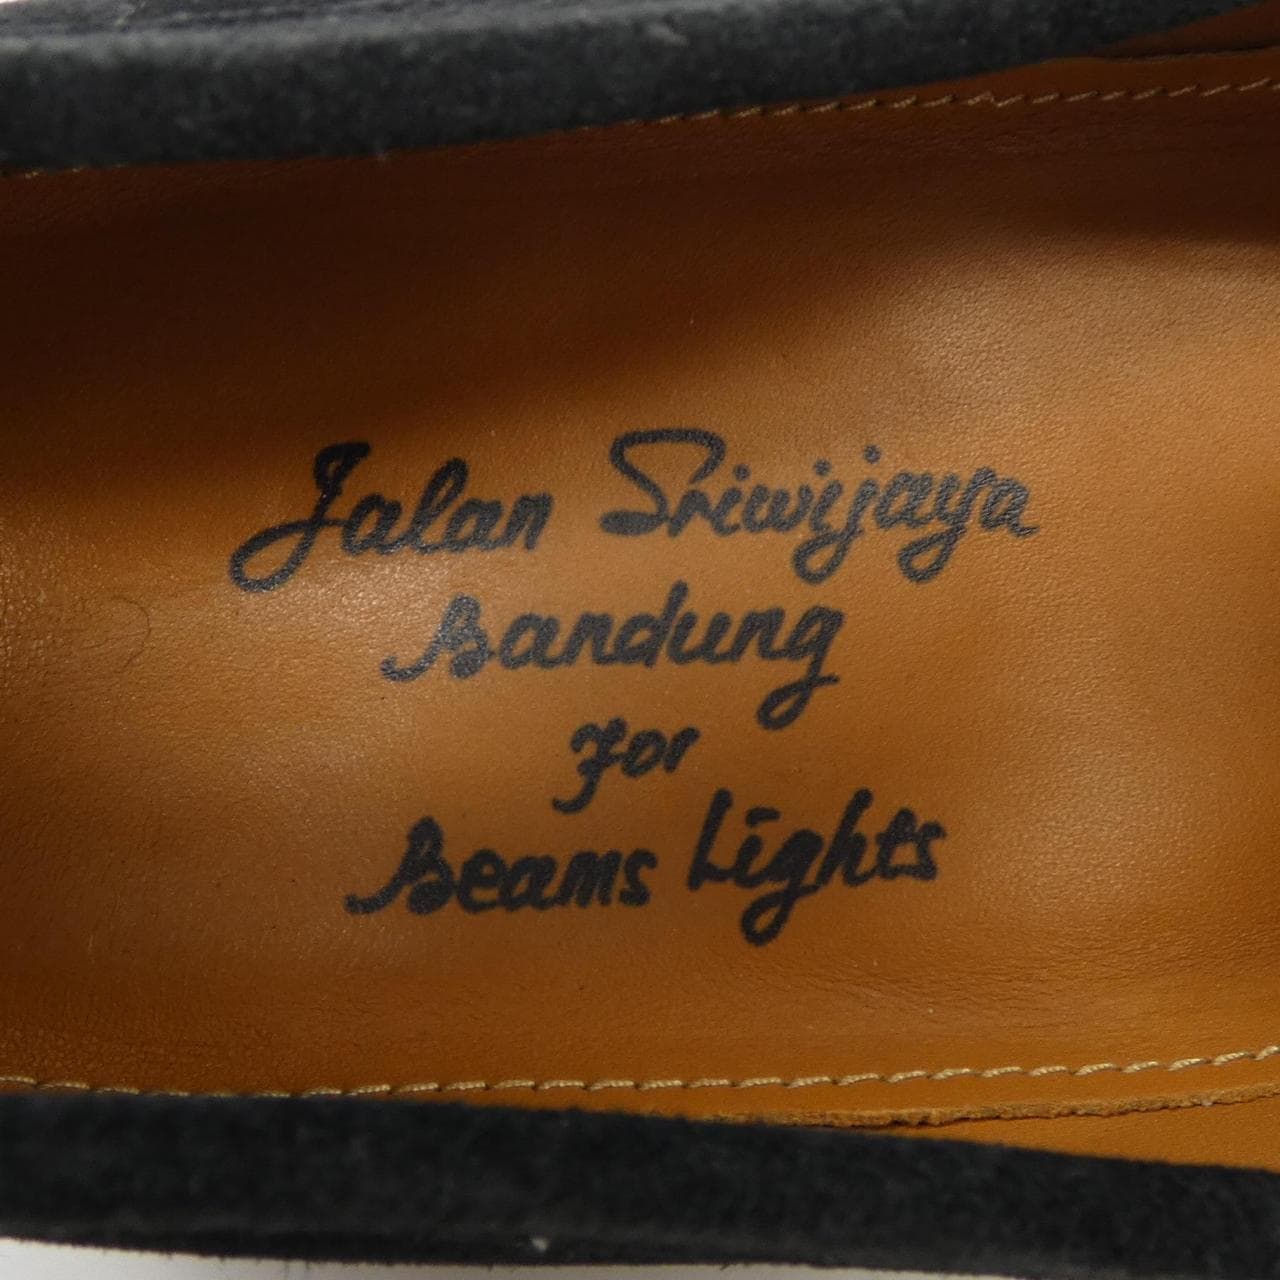 Jalan Sriwijaya
Bandung
For
Beams Lights